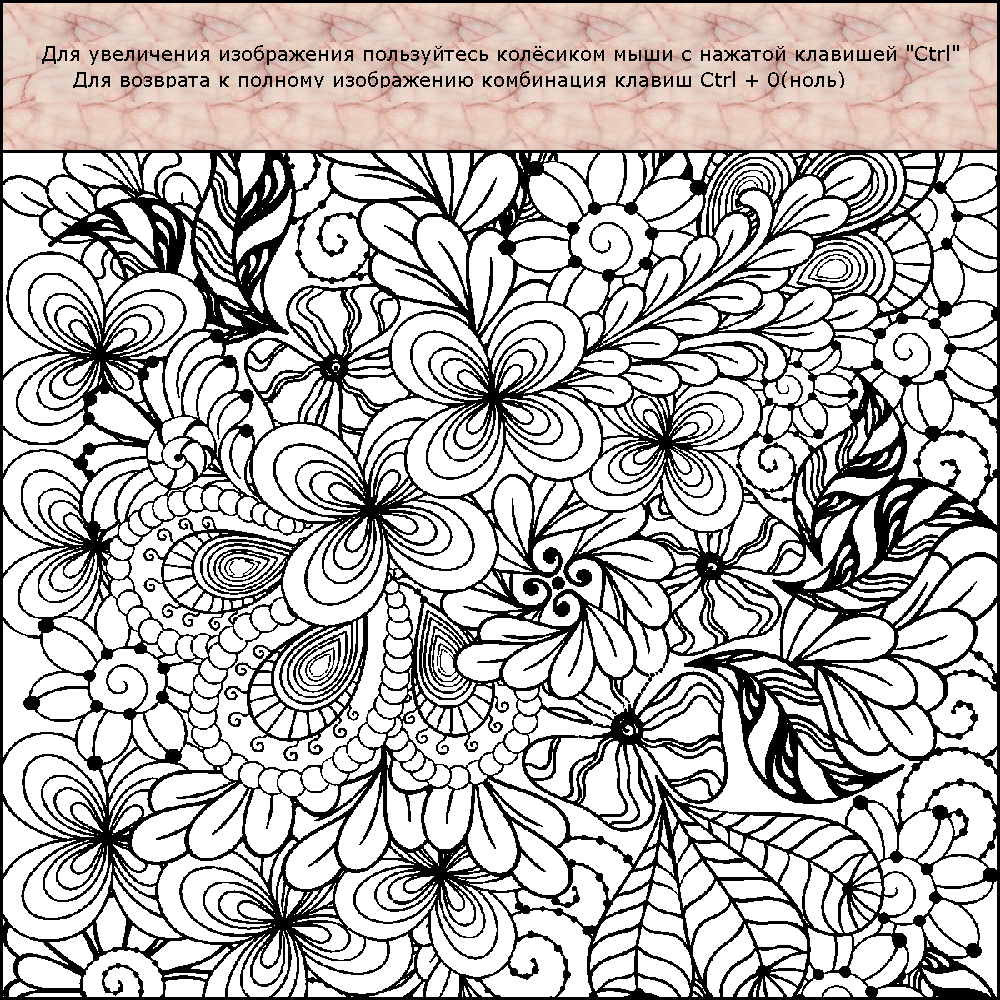 Для увеличения изображения пользуйтесь колёсиком мыши с нажатой клавишей "Ctrl"
Для возврата к полному изображению комбинация клавиш Ctrl + 0(ноль)